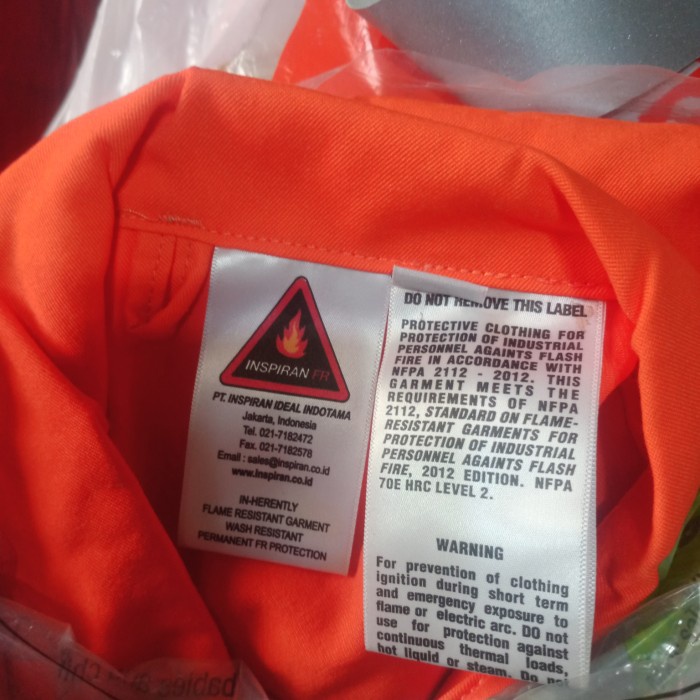 INSPIRAN FR
PT. INSPIRAN IDEAL INDOTAMA
Jakarta, Indonesia
Tel. 021-7182472
Fax. 021-7182578
Email : sales@inspiran.co.id
www.inspiran.co.id
IN-HERENTLY
FLAME RESISTANT GARMENT
WASH RESISTANT
PERMANENT FR PROTECTION
DO NOT REMOVE THIS LABEL
PROTECTIVE CLOTHING FOR
PROTECTION OF INDUSTRIAL
PERSONNEL AGAINTS FLASH
FIRE IN ACCORDANCE WITH
NFPA 2112 - 2012. THIS
GARMENT MEETS THE
REQUIREMENTS OF NFPA
2112, STANDARD ON FLAME-
RESISTANT GARMENTS FOR
PROTECTION OF INDUSTRIAL
PERSONNEL AGAINTS FLASH
FIRE, 2012 EDITION. NFPA
70E HRC LEVEL 2.
WARNING
For prevention of clothing
ignition during short term
and emergency exposure to
flame or electric arc. DO not
use for protection against
continuous thermal loads,
hot liquid or steam. Do not
babies